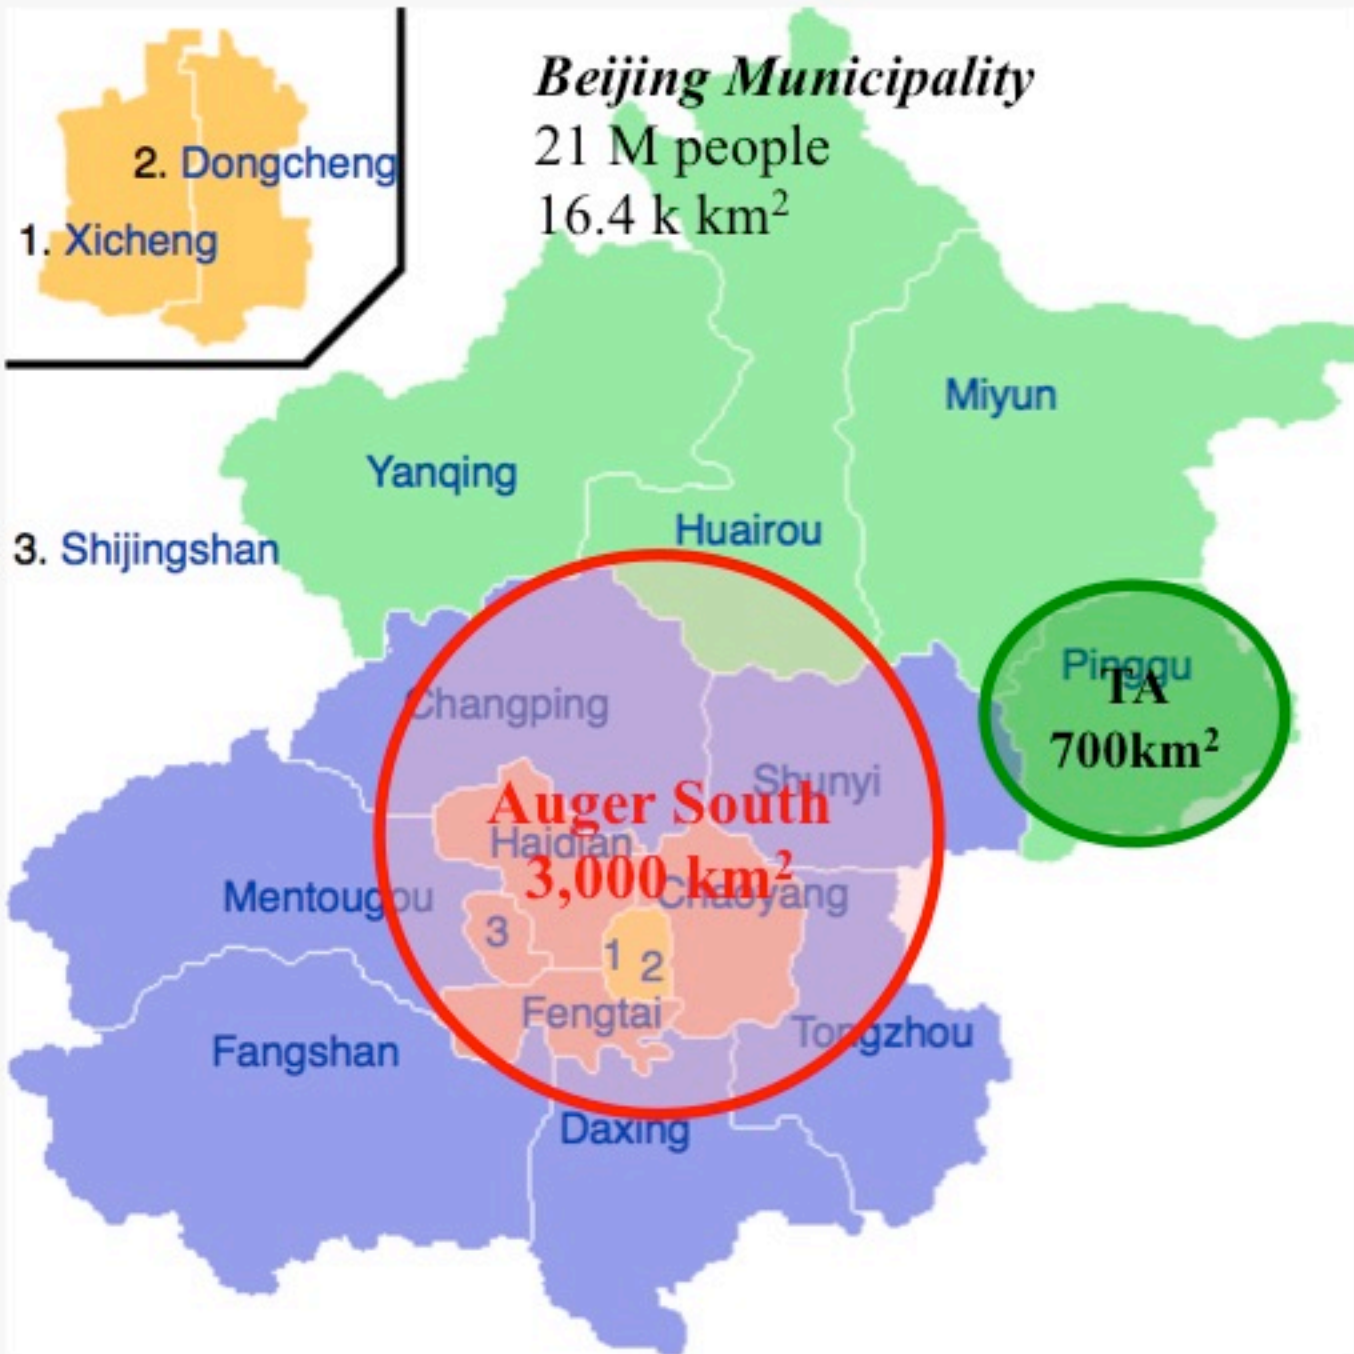 Beijing Municipality
21 M people
16.4 k km²
2. Dongcheng
1. Xicheng
Miyun
Yanqing
Huairou
3. Shijingshan
Pinggu
TA
700km²
Changping
Shunyi
Auger South
Haidian
3,000 km²
Chaoyang
Mentougou
3
1
2
Fengtai
Tongzhou
Fangshan
Daxing